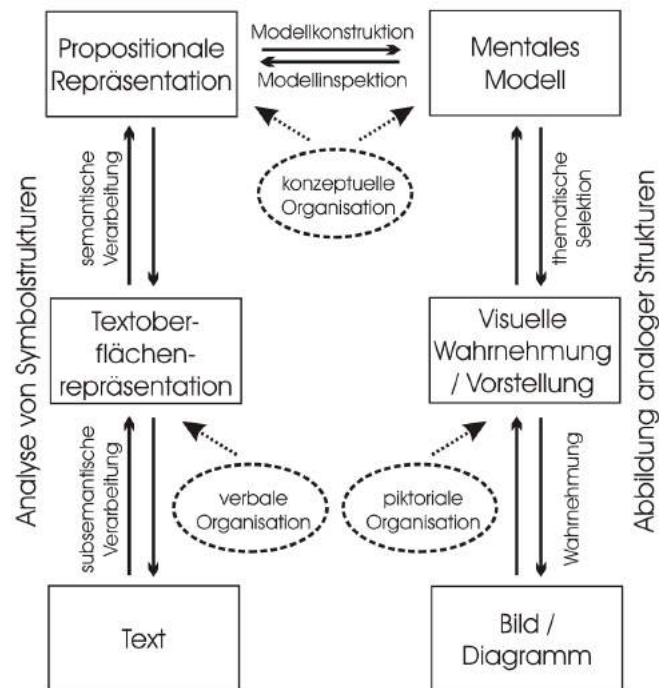 Propositionale
Repräsentation
Modellkonstruktion
Modellinspektion
Mentales
Modell
konzeptuelle
Organisation
semantische
Verarbeitung
thematische
Selektion
Analyse von Symbolstrukturen
Abbildung analoger Strukturen
Textober-
flächen-
repräsentation
Visuelle
Wahrnehmung
/ Vorstellung
subsemantische
Verarbeitung
verbale
Organisation
piktoriale
Organisation
Wahrnehmung
Text
Bild /
Diagramm